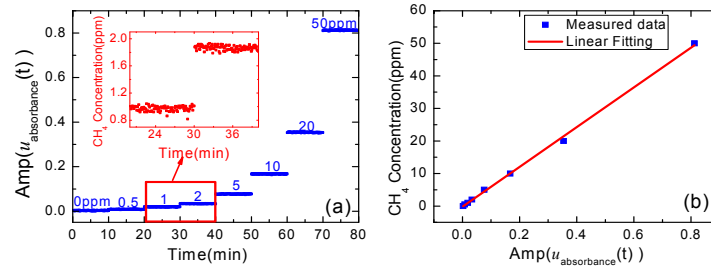 50ppm
0.8
0.6
0.4
0.2
0.0
Amp(u_absorbance(t) )
2.0
1.6
1.2
0.8
CH4 Concentration(ppm)
24 30 36
Time(min)
0ppm 0.5 1 2 5 10 20
(a)
0 10 20 30 40 50 60 70 80
Time(min)
(b)
Measured data
Linear Fitting
60
50
40
30
20
10
0
CH4 Concentration(ppm)
0.0 0.2 0.4 0.6 0.8
Amp(u_absorbance(t) )
(b)